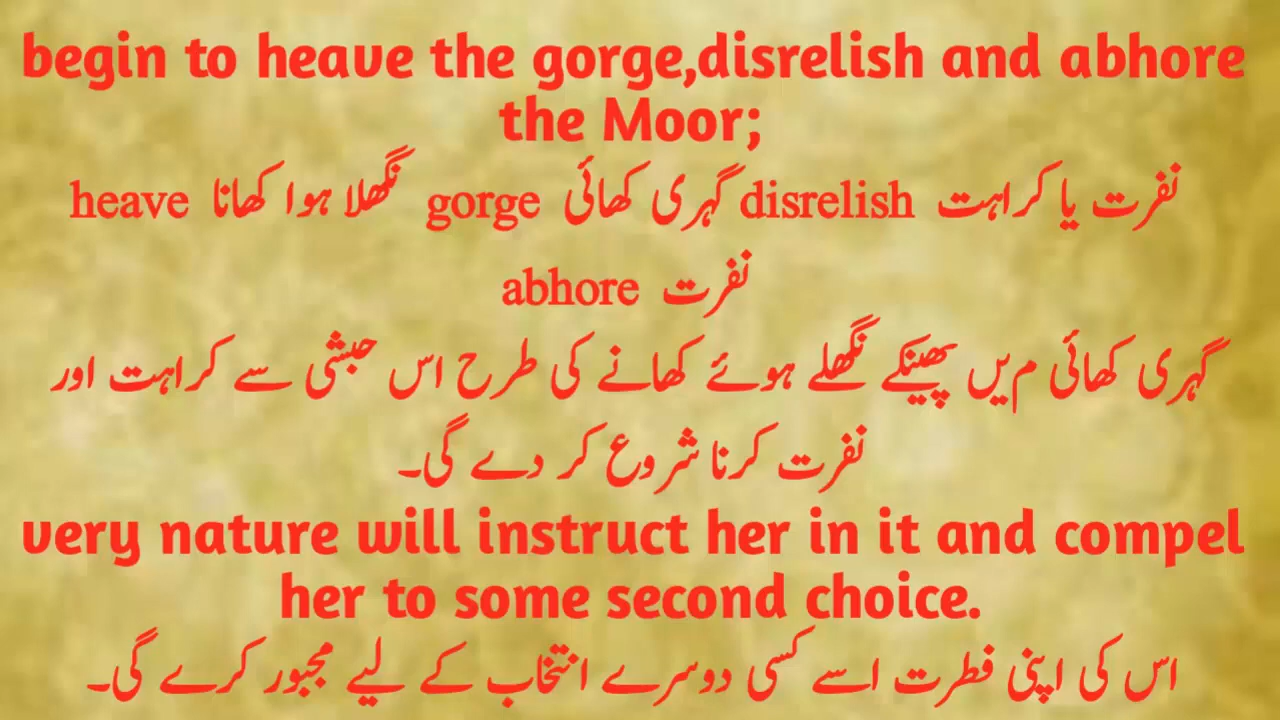 begin to heave the gorge,disrelish and abhore
the Moor;
heave نگھلا ہوا کھانا gorge گہری کھائی disrelish نفرت یا کراہت
abhore نفرت
گہری کھائی میں پھینکے نگھلے ہوئے کھانے کی طرح اس حبشی سے کراہت اور
نفرت کرنا شروع کر دے گی۔
very nature will instruct her in it and compel
her to some second choice.
اس کی اپنی فطرت اسے کسی دوسرے انتخاب کے لیے مجبور کرے گی۔